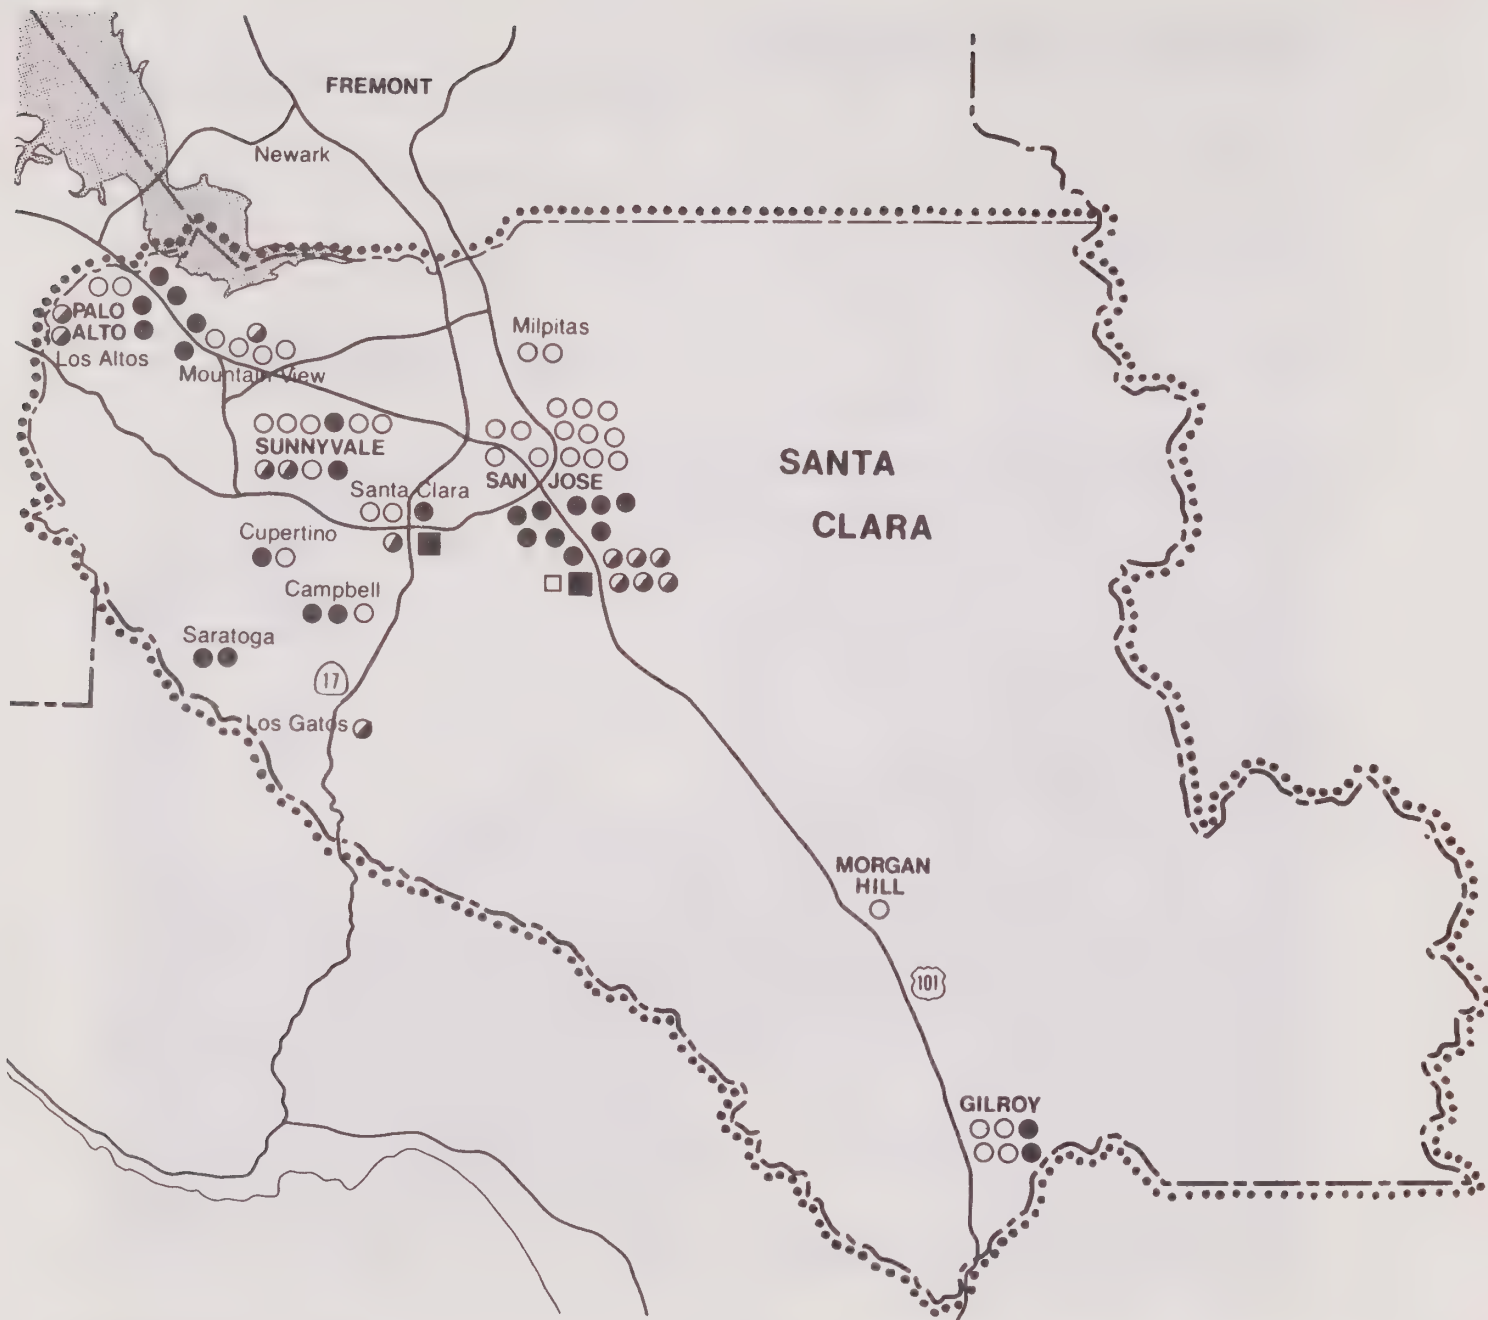 FREMONT
Newark
PALO
ALTO
Los Altos
Milpitas
Mountain View
SUNNYVALE
SAN JOSE
Santa Clara
SANTA
CLARA
Cupertino
Campbell
Saratoga
17
Los Gatos
MORGAN
HILL
101
GILROY